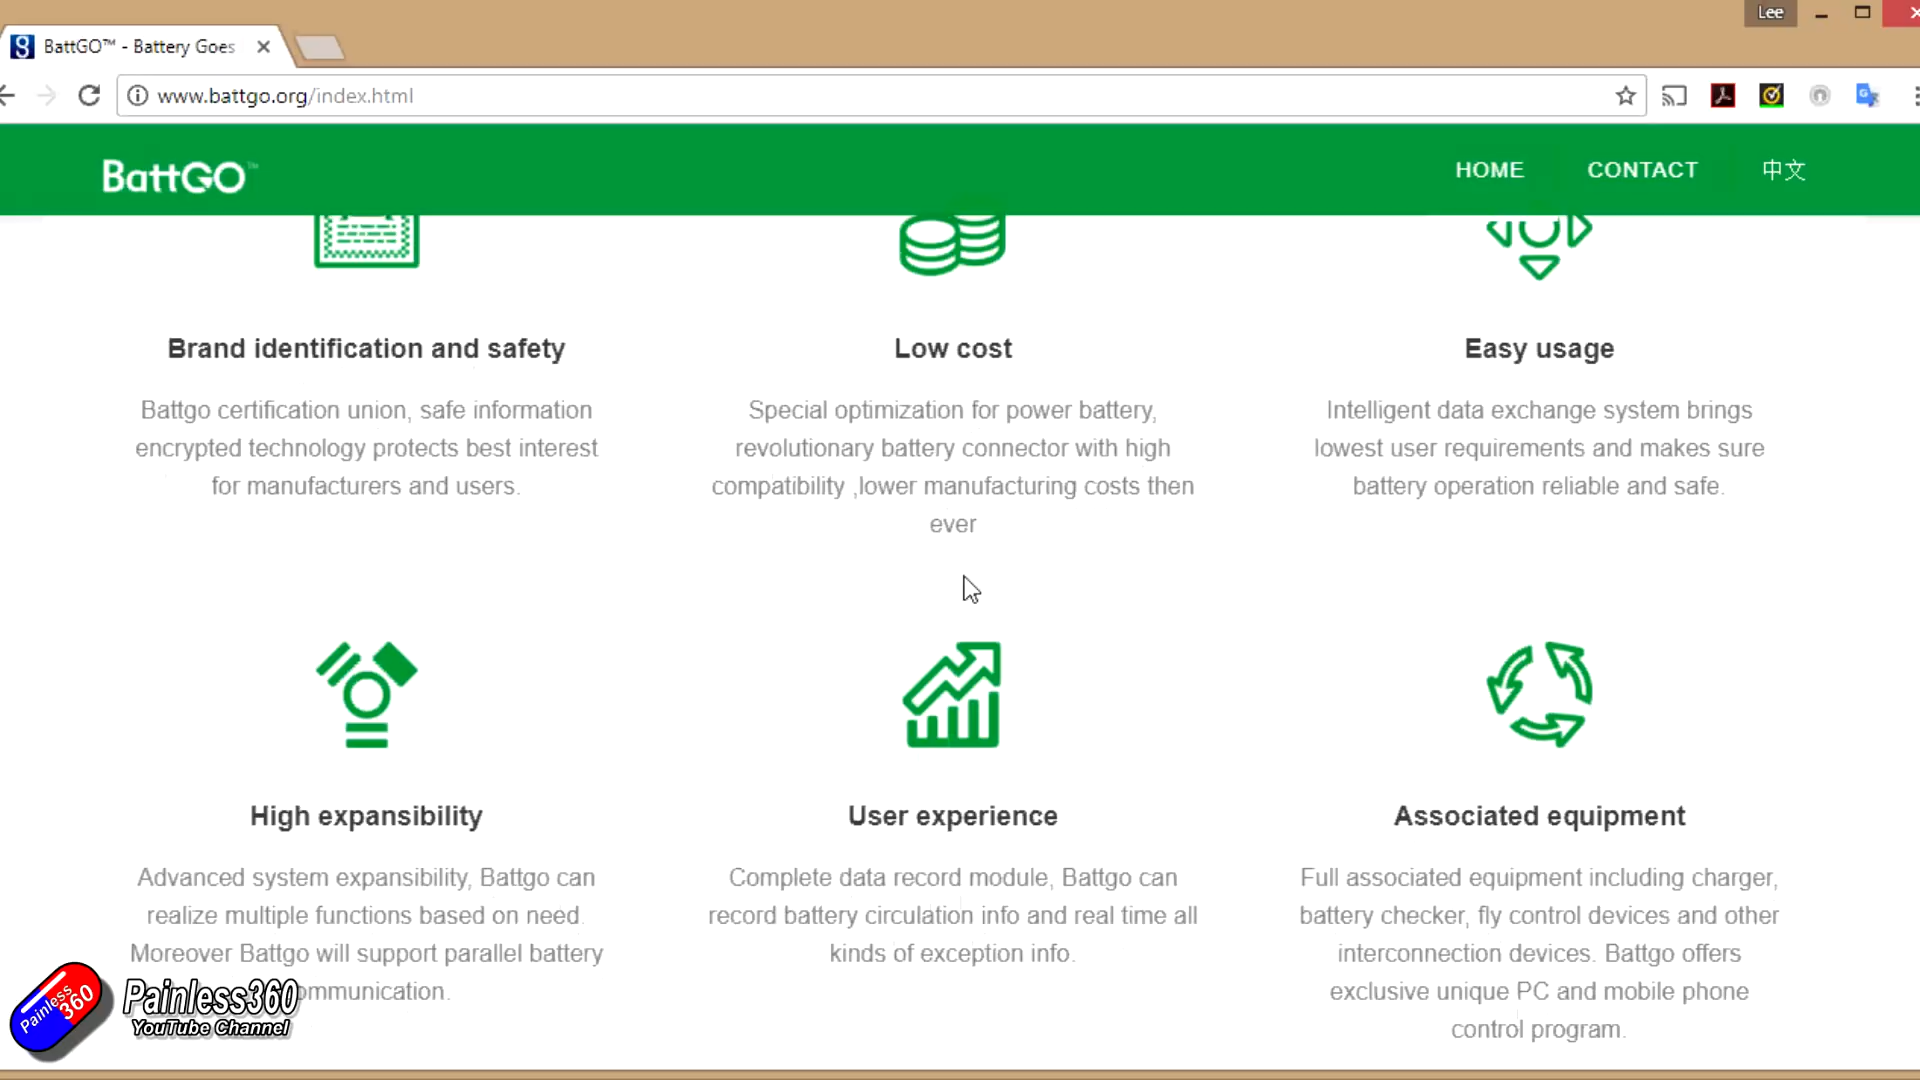 Lee
BattGO™ - Battery Goes
www.battgo.org/index.html
BattGO™
HOME
CONTACT
中文
Brand identification and safety
Battgo certification union, safe information
encrypted technology protects best interest
for manufacturers and users.
Low cost
Special optimization for power battery,
revolutionary battery connector with high
compatibility ,lower manufacturing costs then
ever
Easy usage
Intelligent data exchange system brings
lowest user requirements and makes sure
battery operation reliable and safe.
High expansibility
Advanced system expansibility, Battgo can
realize multiple functions based on need.
Moreover Battgo will support parallel battery
ommunication.
User experience
Complete data record module, Battgo can
record battery circulation info and real time all
kinds of exception info.
Associated equipment
Full associated equipment including charger,
battery checker, fly control devices and other
interconnection devices. Battgo offers
exclusive unique PC and mobile phone
control program.
Painless
360
Painless360
YouTube Channel